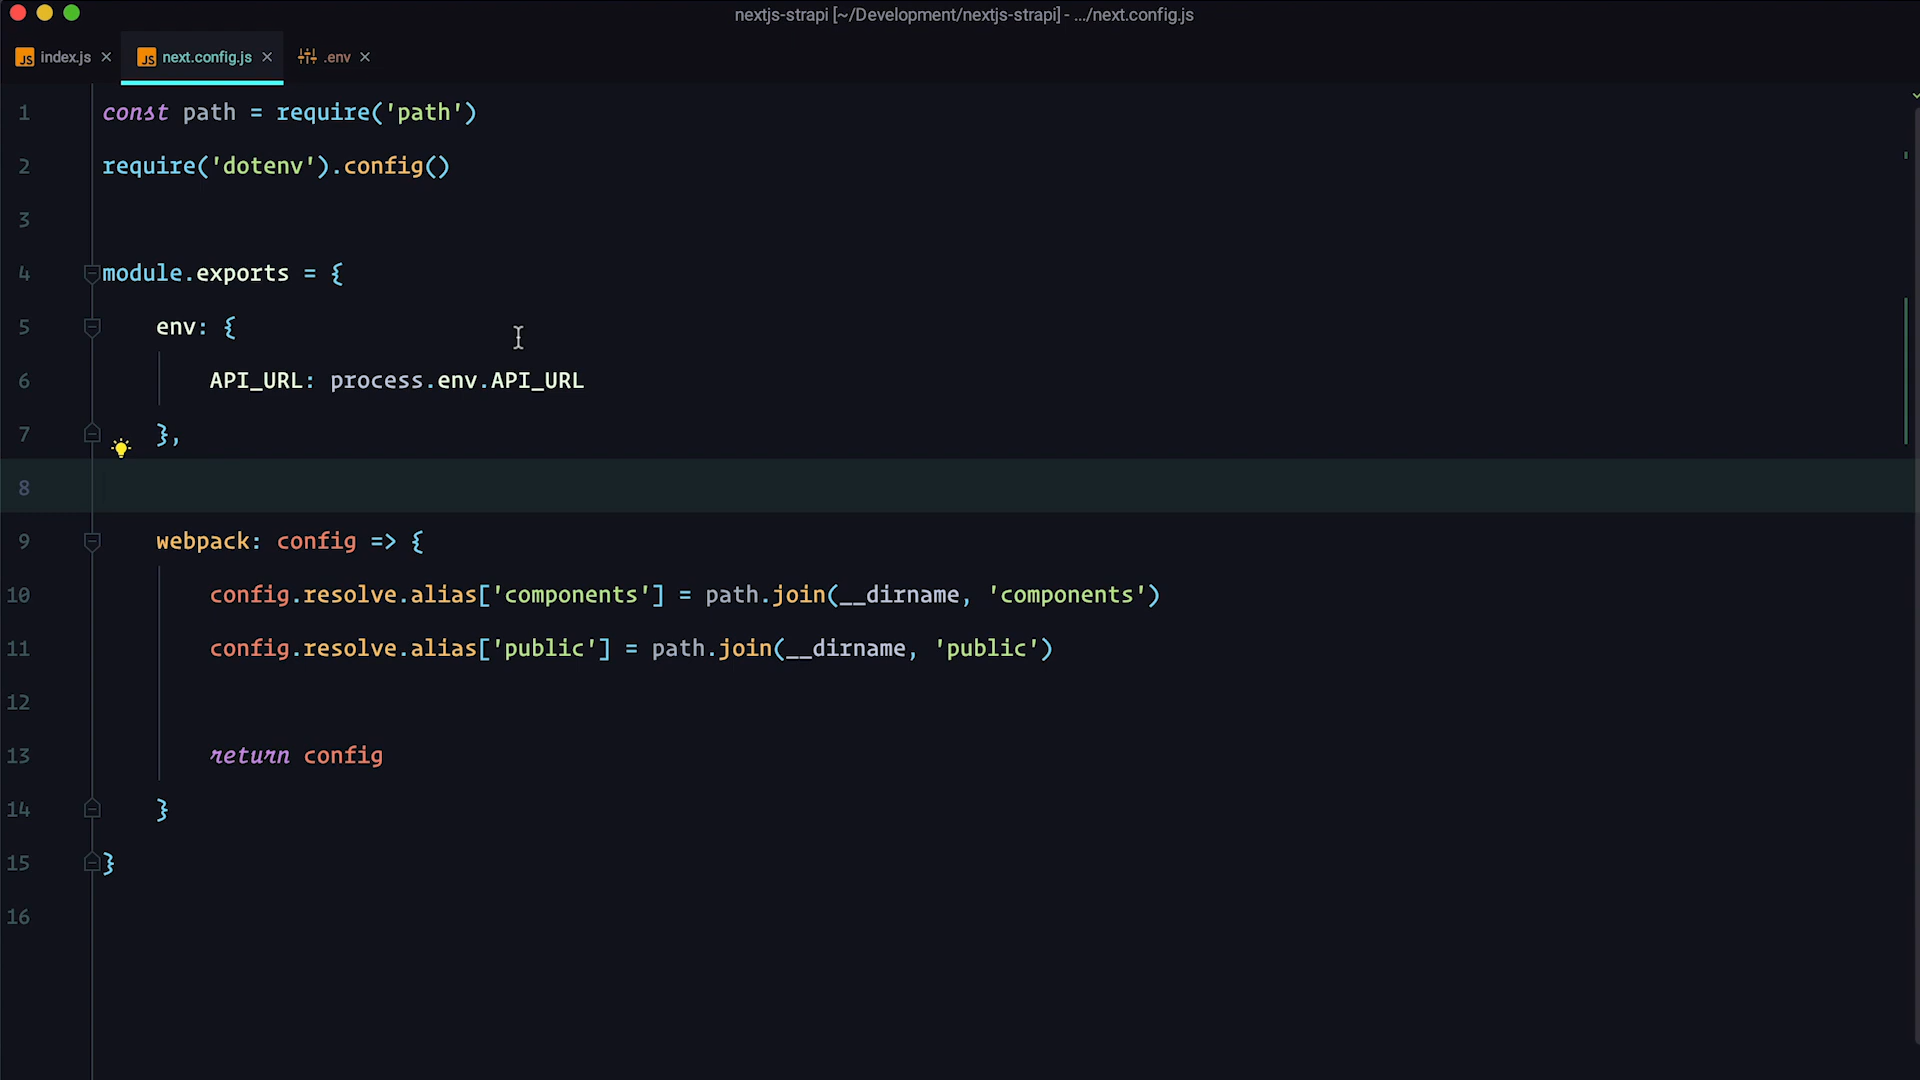 nextjs-strapi [~/Development/nextjs-strapi] - .../next.config.js
JS index.js × JS next.config.js × .env ×
1 const path = require('path')
2 require('dotenv').config()
3
4 module.exports = {
5 env: {
6 API_URL: process.env.API_URL
7 },
8
9 webpack: config => {
10 config.resolve.alias['components'] = path.join(__dirname, 'components')
11 config.resolve.alias['public'] = path.join(__dirname, 'public')
12
13 return config
14 }
15 }
16